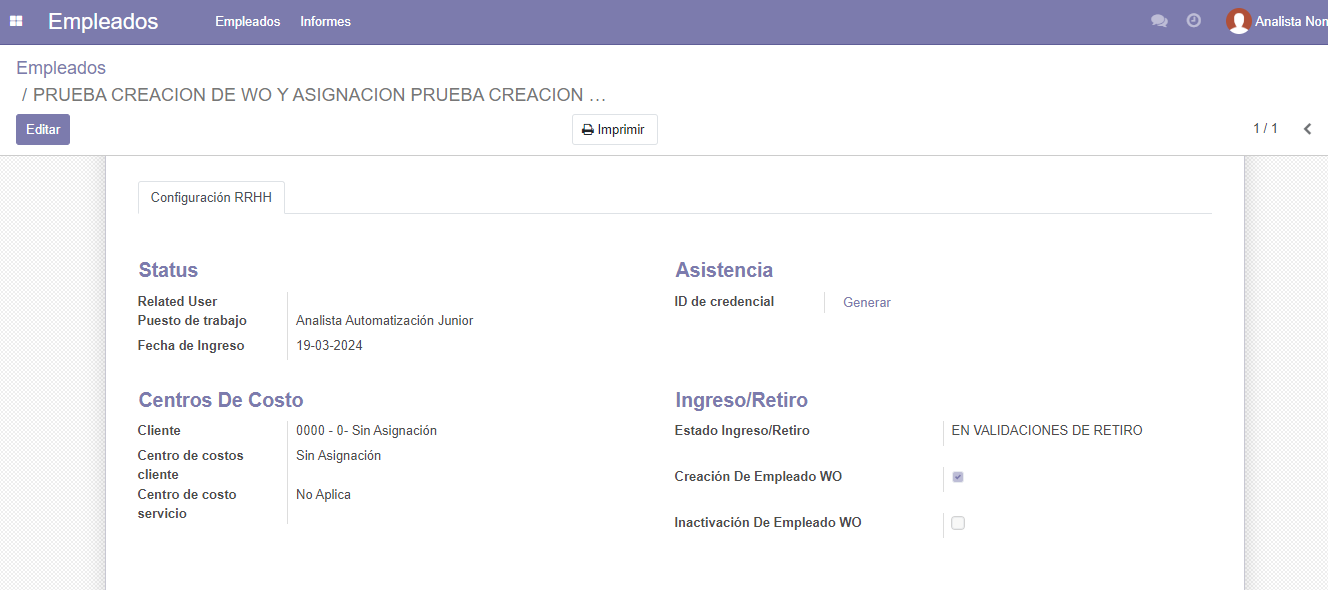 Empleados Empleados Informes Analista Non
Empleados
/ PRUEBA CREACION DE WO Y ASIGNACION PRUEBA CREACION ...
Editar Imprimir 1 / 1
Configuración RRHH
Status
Related User
Puesto de trabajo Analista Automatización Junior
Fecha de Ingreso 19-03-2024
Asistencia
ID de credencial Generar
Centros De Costo
Cliente 0000 - 0- Sin Asignación
Centro de costos Sin Asignación
cliente
Centro de costo No Aplica
servicio
Ingreso/Retiro
Estado Ingreso/Retiro EN VALIDACIONES DE RETIRO
Creación De Empleado WO
Inactivación De Empleado WO